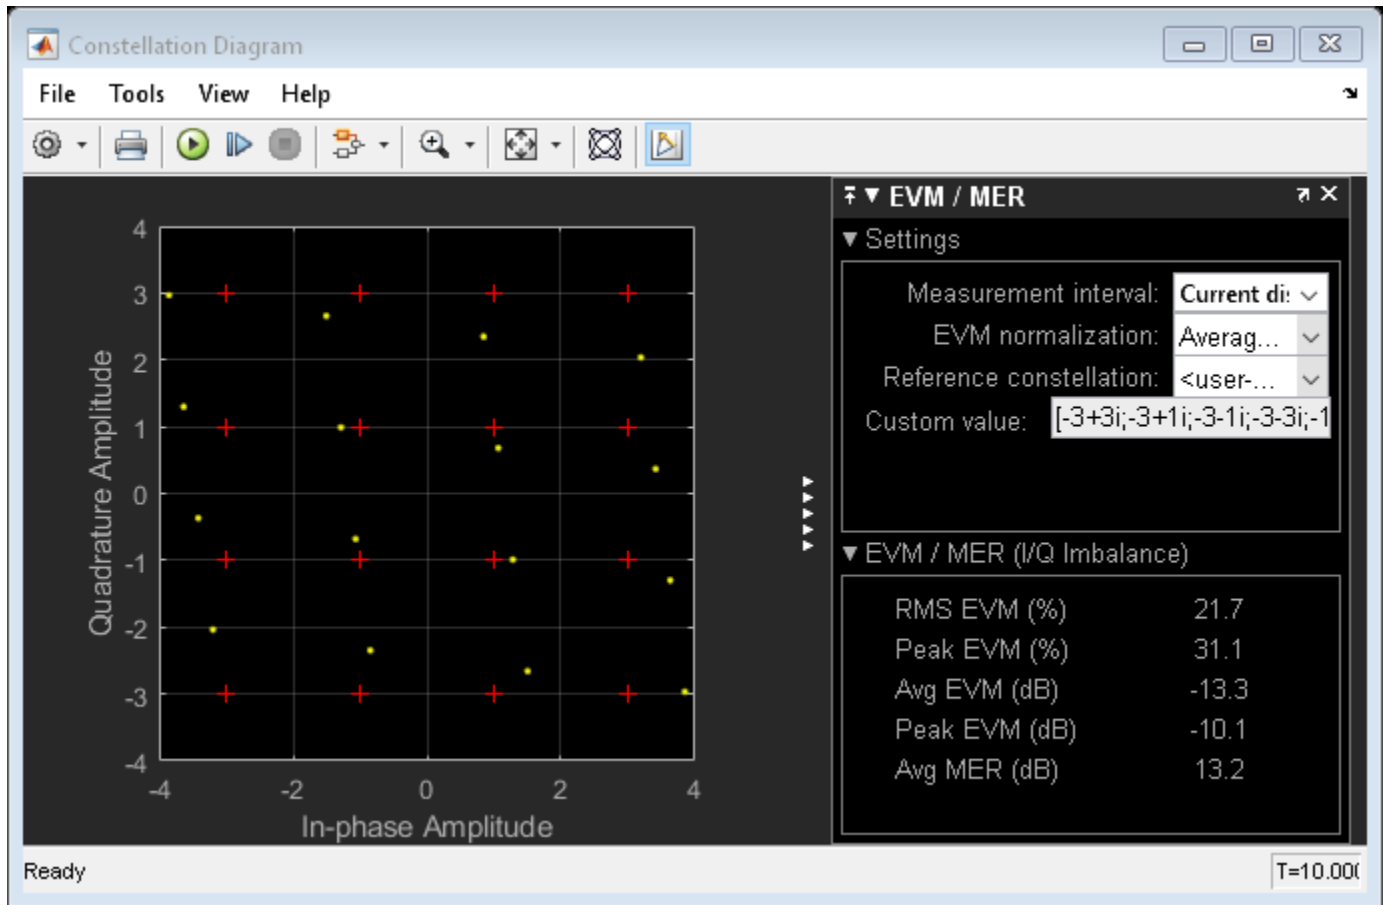 Constellation Diagram
File Tools View Help
EVM / MER
Settings
Measurement interval: Current di:
EVM normalization: Averag...
Reference constellation: <user-...
Custom value: [-3+3i;-3+1i;-3-1i;-3-3i;-1
EVM / MER (I/Q Imbalance)
RMS EVM (%) 21.7
Peak EVM (%) 31.1
Avg EVM (dB) -13.3
Peak EVM (dB) -10.1
Avg MER (dB) 13.2
Quadrature Amplitude
4
3
2
1
0
-1
-2
-3
-4
-4 -2 0 2 4
In-phase Amplitude
Ready T=10.00(